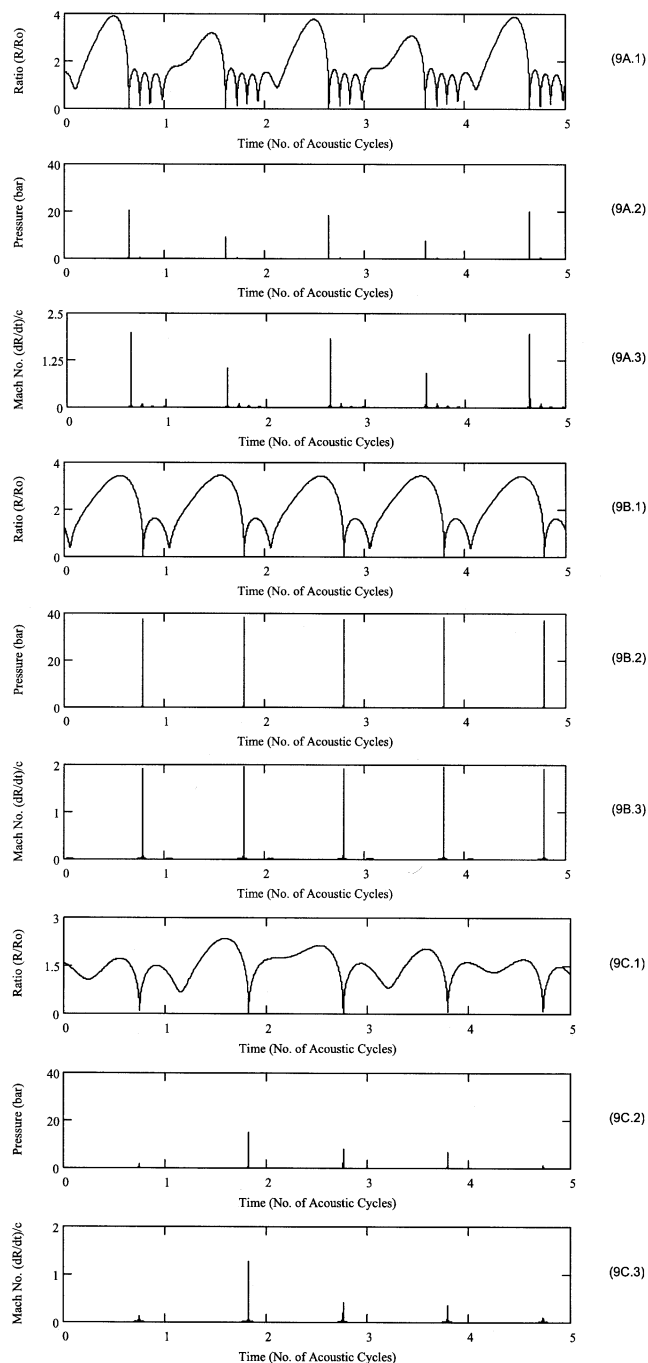 Ratio (R/Ro)
4
2
0
0 1 2 3 4 5
Time (No. of Acoustic Cycles)
(9A.1)
Pressure (bar)
40
20
0
0 1 2 3 4 5
Time (No. of Acoustic Cycles)
(9A.2)
Mach No. (dR/dt)/c
2.5
1.25
0
0 1 2 3 4 5
Time (No. of Acoustic Cycles)
(9A.3)
Ratio (R/Ro)
4
2
0
0 1 2 3 4 5
Time (No. of Acoustic Cycles)
(9B.1)
Pressure (bar)
40
20
0
0 1 2 3 4 5
Time (No. of Acoustic Cycles)
(9B.2)
Mach No. (dR/dt)/c
2
1
0
0 1 2 3 4 5
Time (No. of Acoustic Cycles)
(9B.3)
Ratio (R/Ro)
3
1.5
0
0 1 2 3 4 5
Time (No. of Acoustic Cycles)
(9C.1)
Pressure (bar)
40
20
0
0 1 2 3 4 5
Time (No. of Acoustic Cycles)
(9C.2)
Mach No. (dR/dt)/c
2
1
0
0 1 2 3 4 5
Time (No. of Acoustic Cycles)
(9C.3)